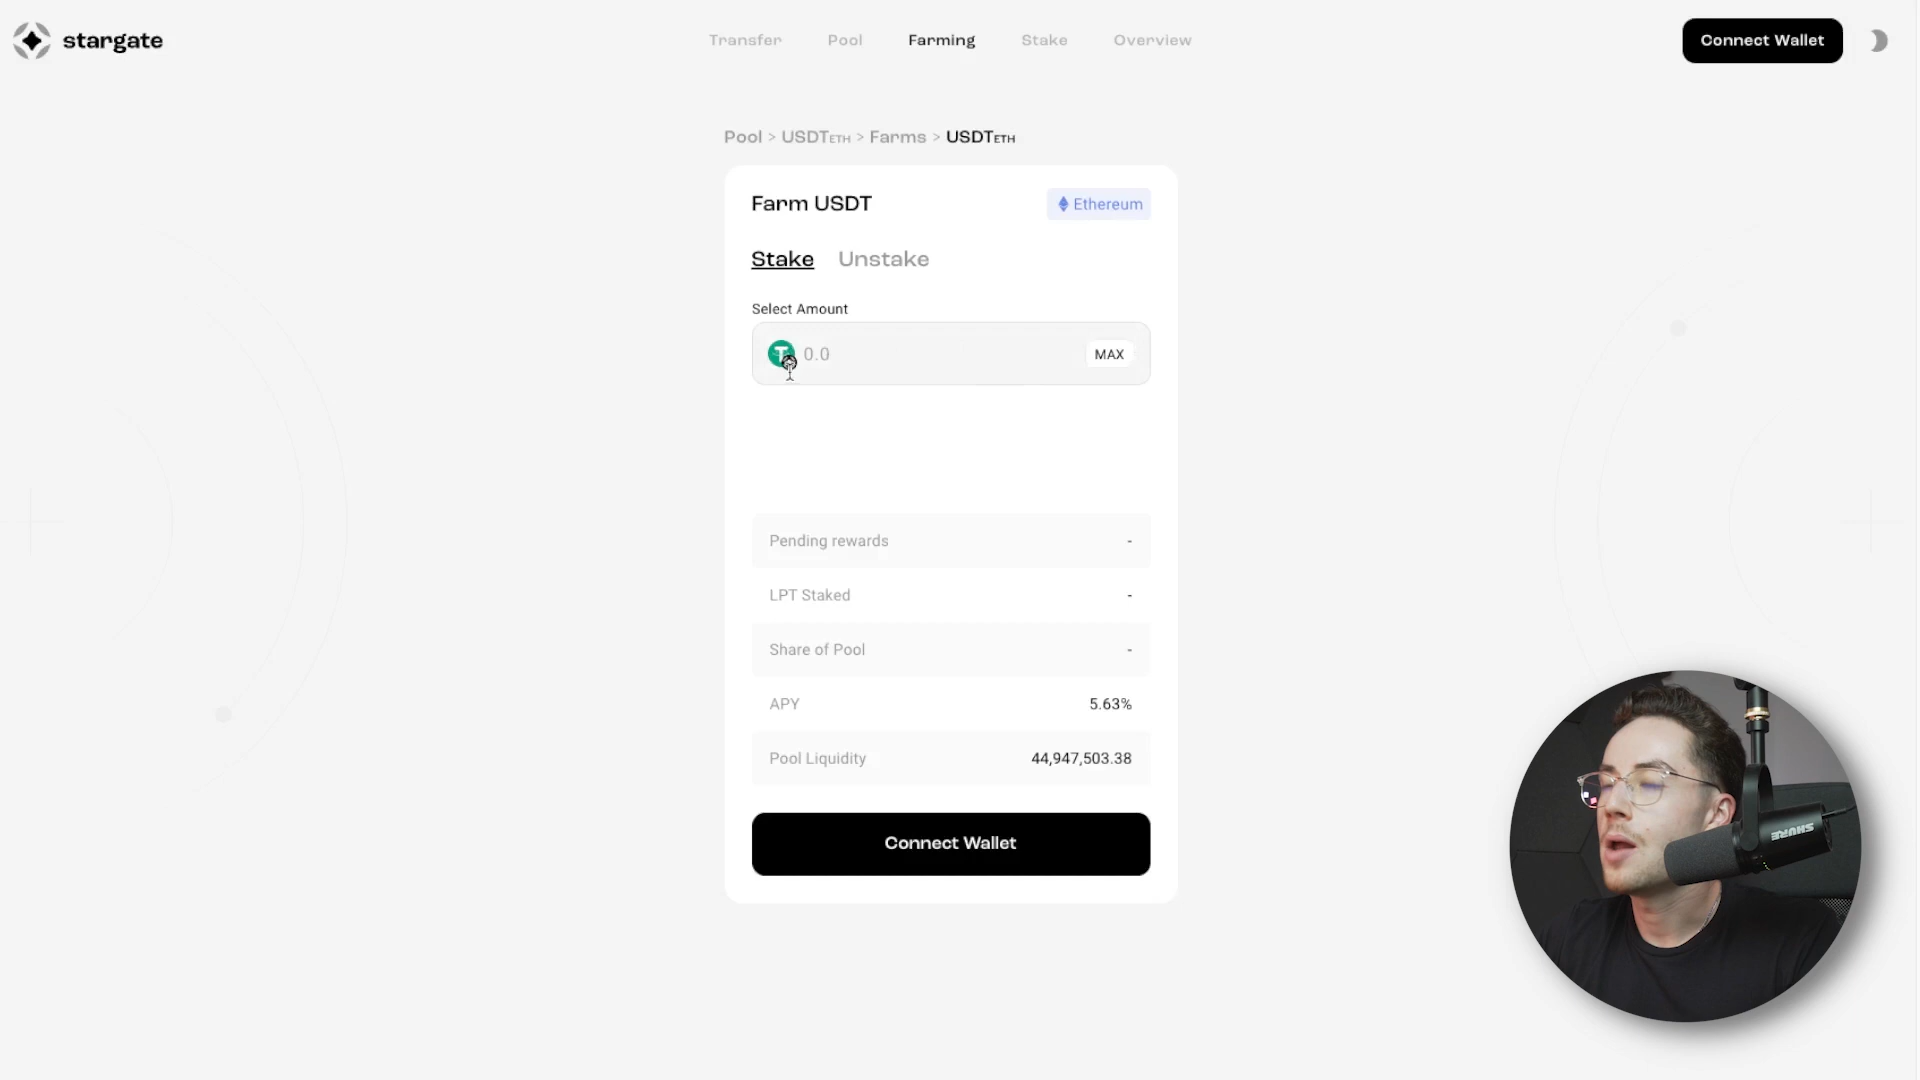 stargate
Transfer Pool Farming Stake Overview
Connect Wallet
Pool > USDTETH > Farms > USDTETH
Farm USDT
Ethereum
Stake Unstake
Select Amount
0.0
MAX
Pending rewards -
LPT Staked -
Share of Pool -
APY 5.63%
Pool Liquidity 44,947,503.38
Connect Wallet
SHURE